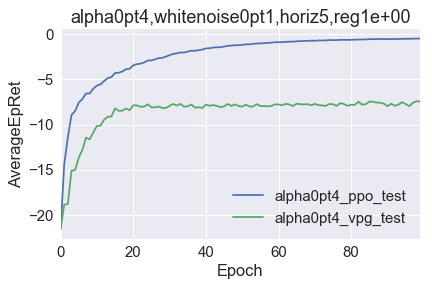 alpha0pt4,whitenoise0pt1,horiz5,reg1e+00
0
−5
−10
−15
−20
AverageEpRet
alpha0pt4_ppo_test
alpha0pt4_vpg_test
0 20 40 60 80
Epoch